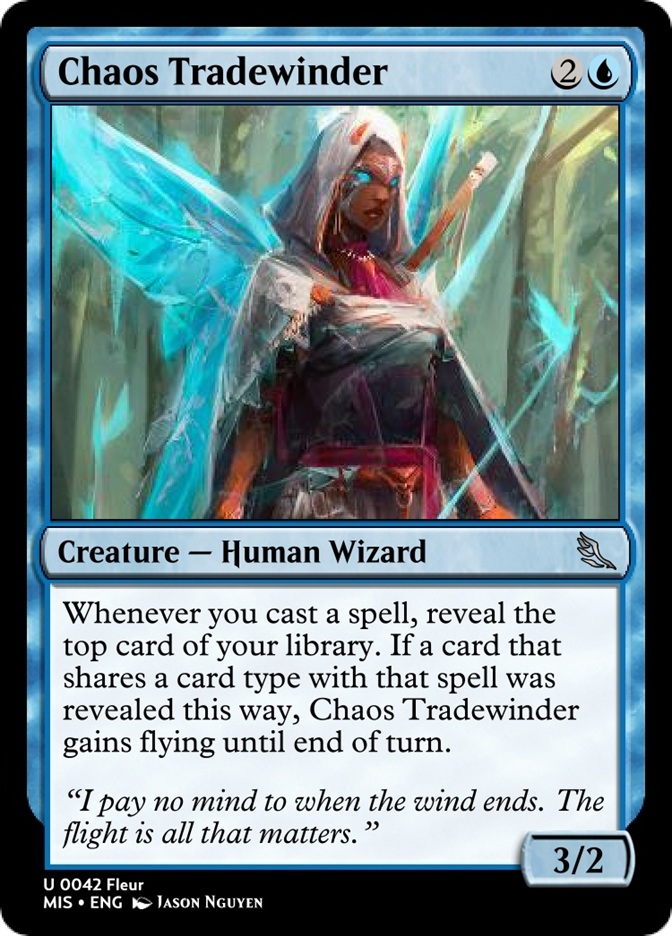 Chaos Tradewinder 2
Creature — Human Wizard
Whenever you cast a spell, reveal the
top card of your library. If a card that
shares a card type with that spell was
revealed this way, Chaos Tradewinder
gains flying until end of turn.
“I pay no mind to when the wind ends. The
flight is all that matters.”
3/2
U 0042 Fleur
MIS • ENG Jason Nguyen